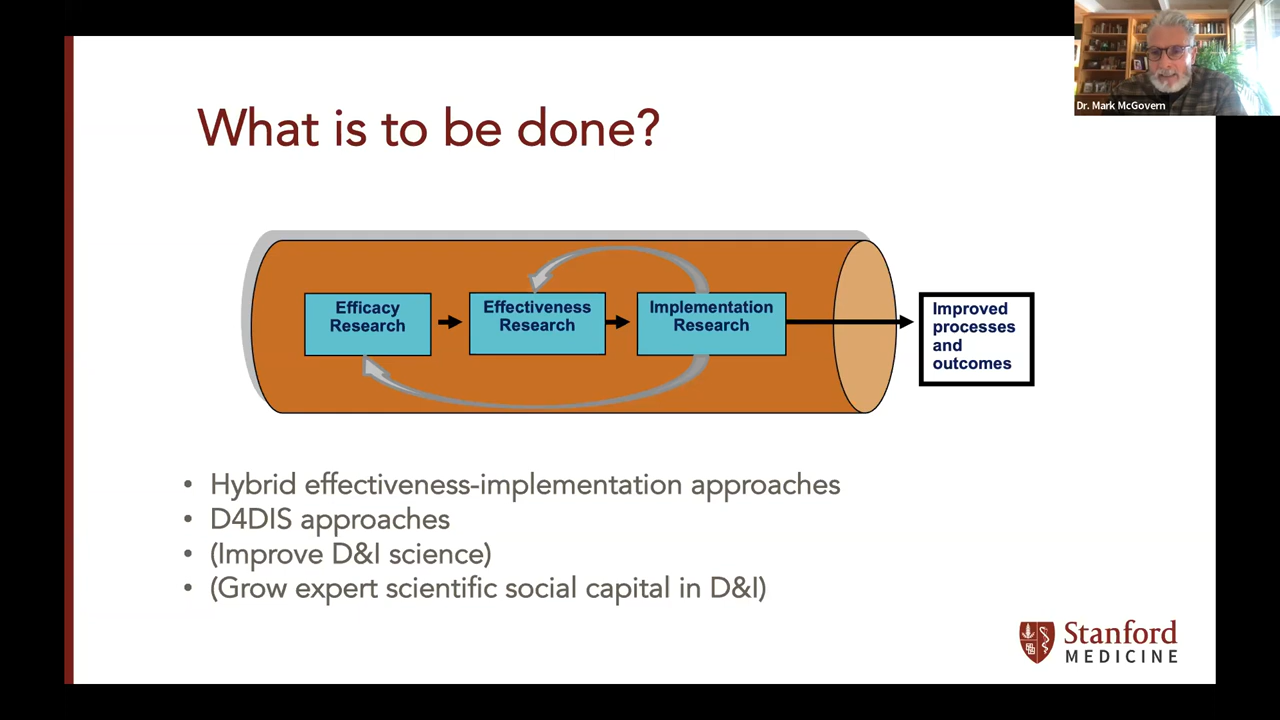 Dr. Mark McGovern
What is to be done?
Efficacy
Research
Effectiveness
Research
Implementation
Research
Improved
processes
and
outcomes
• Hybrid effectiveness-implementation approaches
• D4DIS approaches
• (Improve D&I science)
• (Grow expert scientific social capital in D&I)
Stanford
MEDICINE